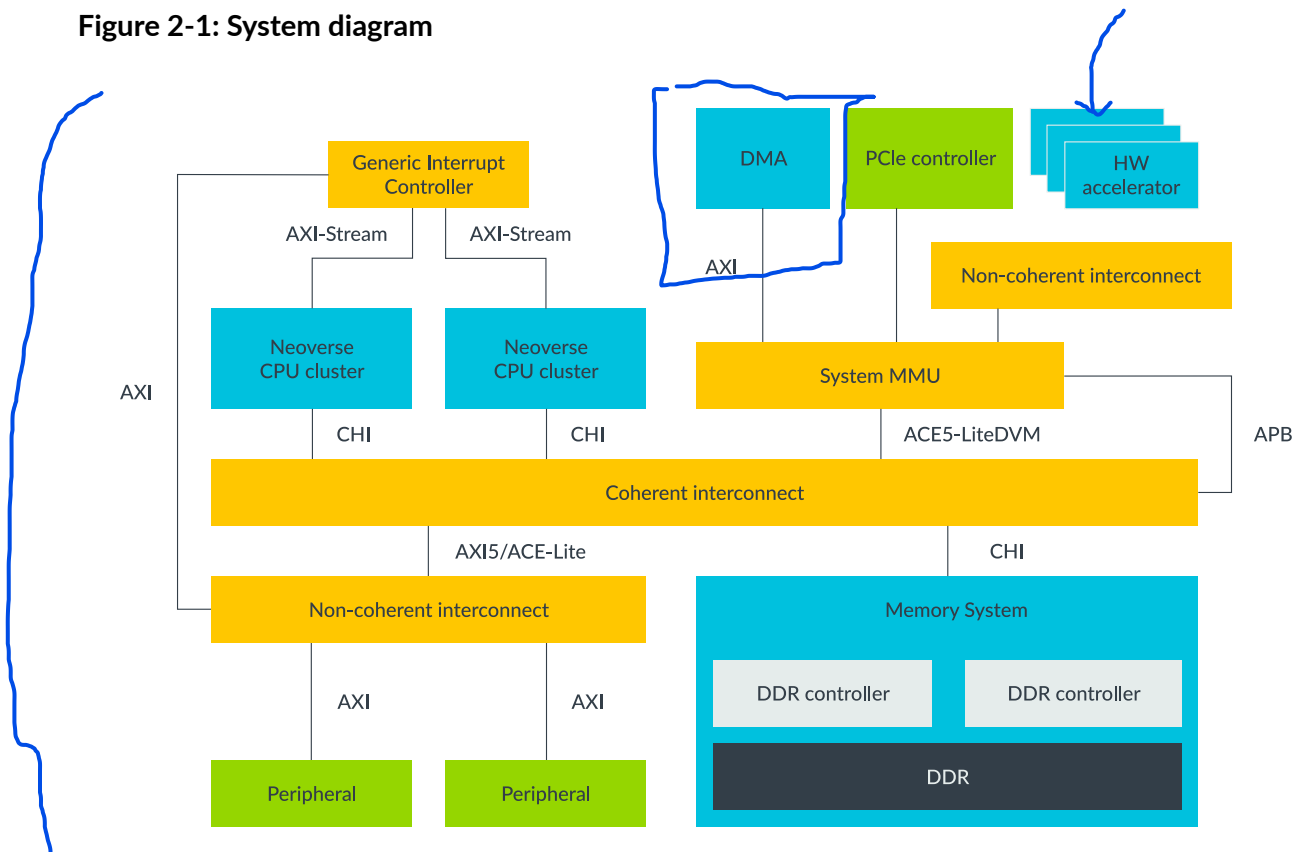 Figure 2-1: System diagram
Generic Interrupt
Controller
DMA
PCIe controller
HW
accelerator
AXI-Stream
AXI-Stream
AXI
Non-coherent interconnect
Neoverse
CPU cluster
Neoverse
CPU cluster
System MMU
AXI
CHI
CHI
ACE5-LiteDVM
APB
Coherent interconnect
AXI5/ACE-Lite
CHI
Non-coherent interconnect
Memory System
AXI
AXI
DDR controller
DDR controller
DDR
Peripheral
Peripheral